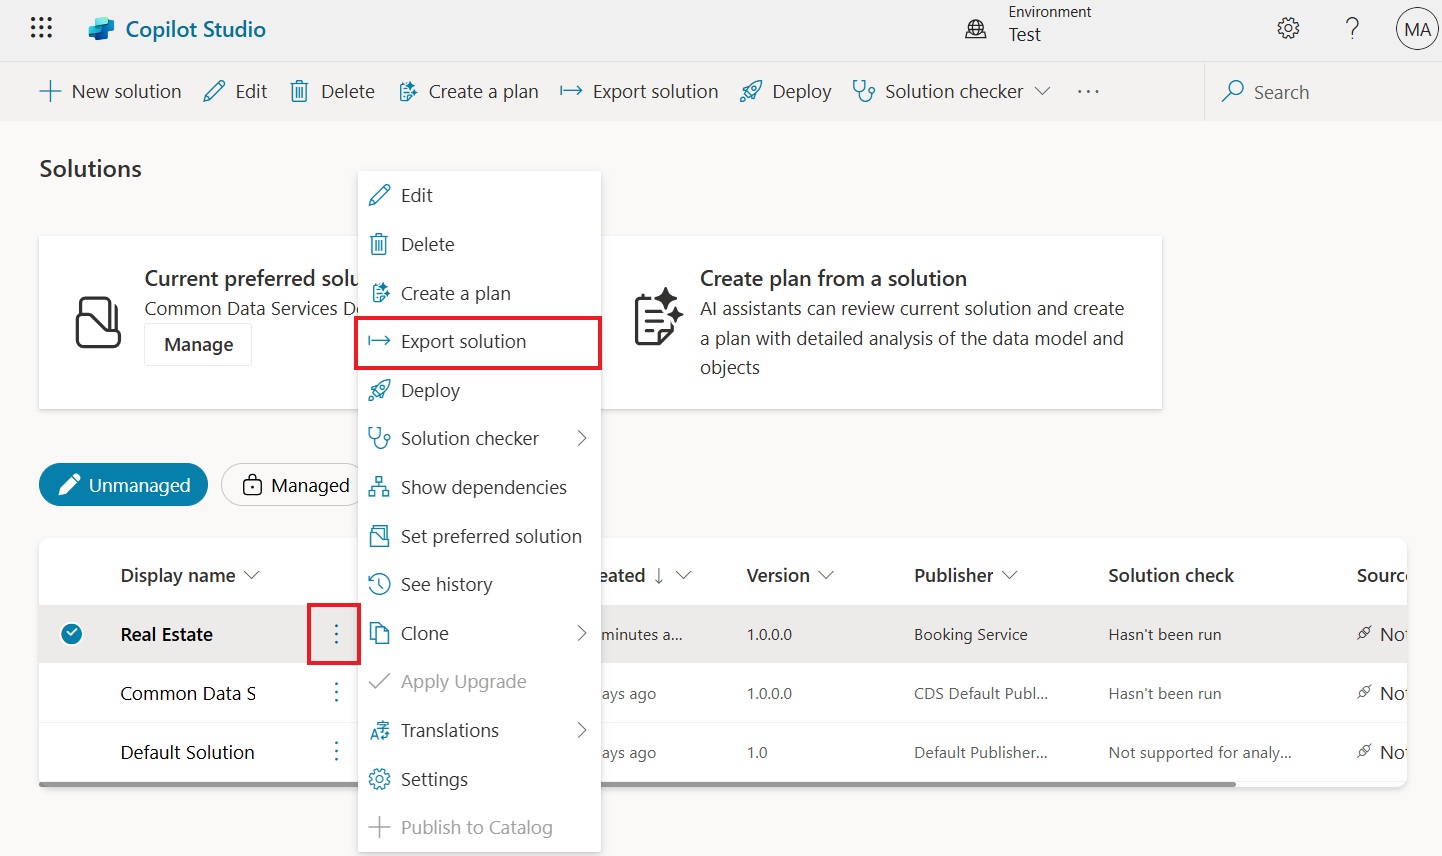 Copilot Studio
Environment
Test
MA
New solution
Edit
Delete
Create a plan
Export solution
Deploy
Solution checker
Search
Solutions
Current preferred solu
Common Data Services De
Manage
Create plan from a solution
AI assistants can review current solution and create
a plan with detailed analysis of the data model and
objects
Edit
Delete
Create a plan
Export solution
Deploy
Solution checker
Show dependencies
Set preferred solution
See history
Clone
Apply Upgrade
Translations
Settings
Publish to Catalog
Unmanaged
Managed
Display name
eated
Version
Publisher
Solution check
Source
Real Estate
minutes a...
1.0.0.0
Booking Service
Hasn't been run
Not
Common Data S
ays ago
1.0.0.0
CDS Default Publ...
Hasn't been run
Not
Default Solution
ays ago
1.0
Default Publisher...
Not supported for analy...
Not